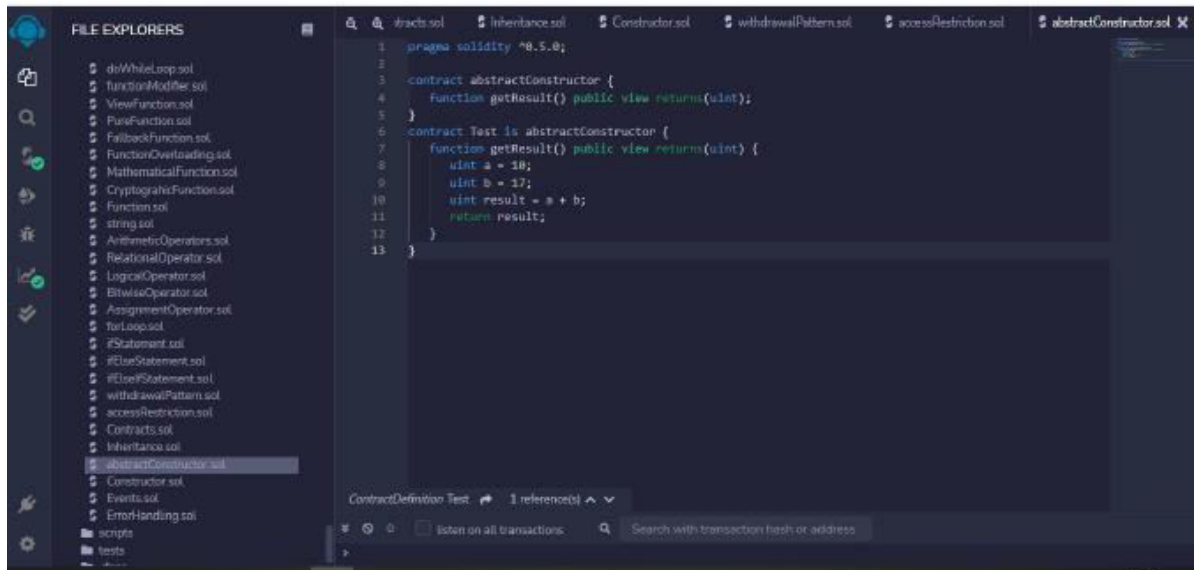 FILE EXPLORERS
doWhileLoop.sol
functionModifier.sol
ViewFunction.sol
PureFunction.sol
FallbackFunction.sol
FunctionOverloading.sol
MathematicalFunction.sol
CryptograhicFunction.sol
Function.sol
string.sol
ArithmeticOperators.sol
RelationalOperator.sol
LogicalOperator.sol
BitwiseOperator.sol
AssignmentOperator.sol
forLoop.sol
ifStatement.sol
ifElseStatement.sol
ifElseIfStatement.sol
withdrawalPattern.sol
accessRestriction.sol
Contracts.sol
Inheritance.sol
abstractConstructor.sol
Constructor.sol
Events.sol
ErrorHandling.sol
scripts
tests
tracts.sol Inheritance.sol Constructor.sol withdrawalPattern.sol accessRestriction.sol abstractConstructor.sol
1 pragma solidity ^0.5.0;
2
3 contract abstractConstructor {
4 function getResult() public view returns(uint);
5 }
6 contract Test is abstractConstructor {
7 function getResult() public view returns(uint) {
8 uint a = 10;
9 uint b = 17;
10 uint result = a + b;
11 return result;
12 }
13 }
ContractDefinition Test 1 reference(s)
0 listen on all transactions Search with transaction hash or address
>